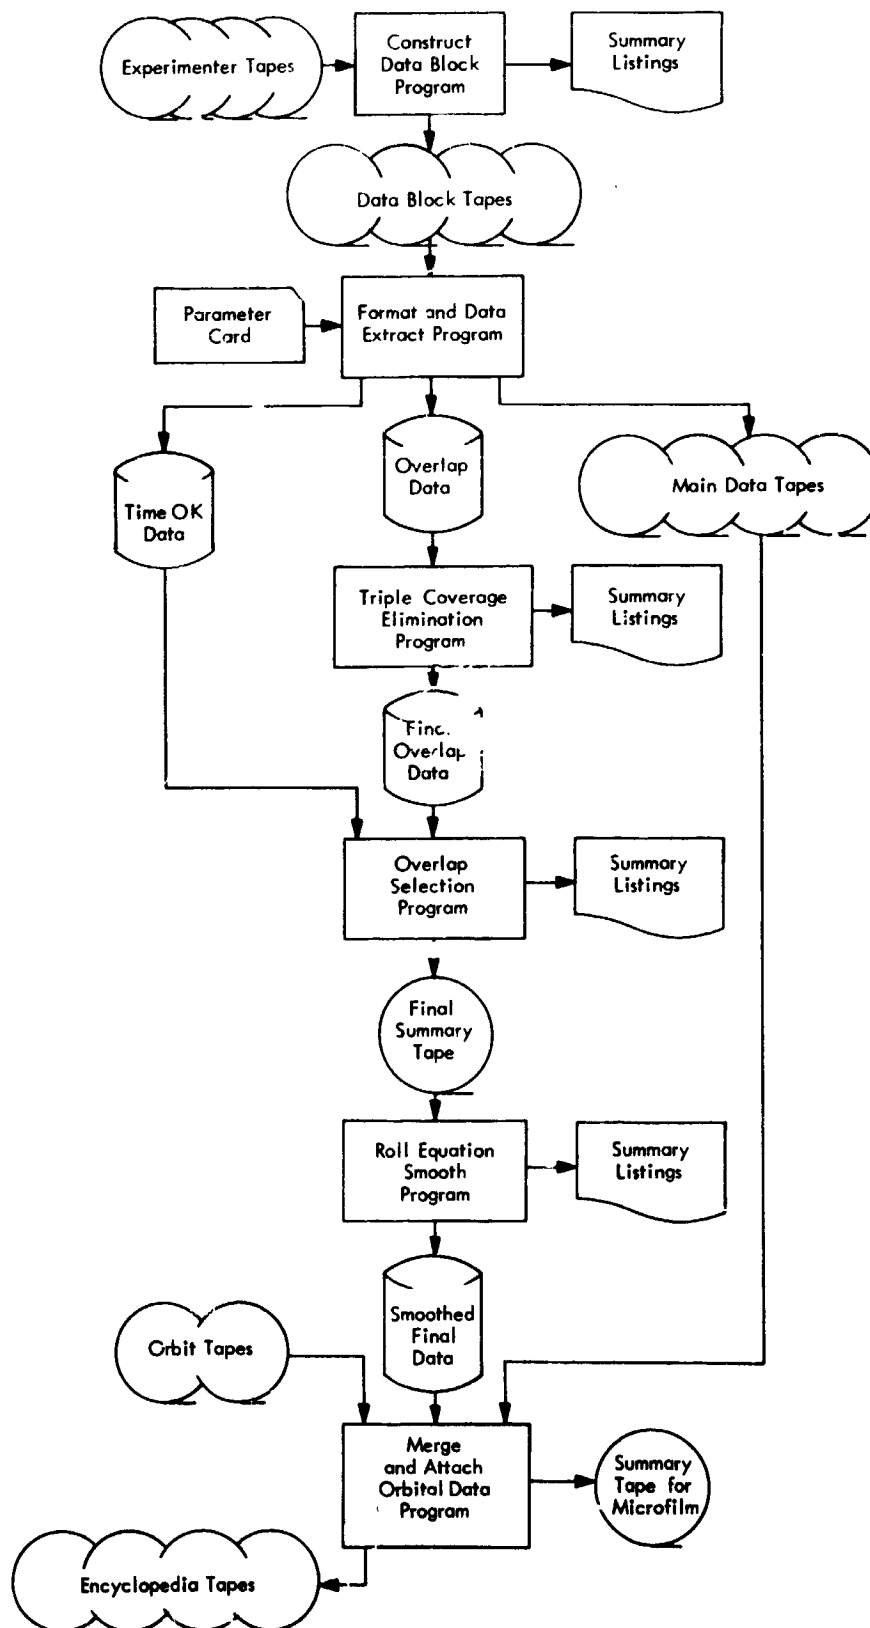 Experimenter Tapes
Construct
Data Block
Program
Summary
Listings
Data Block Tapes
Parameter
Card
Format and Data
Extract Program
Time OK
Data
Overlap
Data
Main Data Tapes
Triple Coverage
Elimination
Program
Summary
Listings
Overlap
Data
Overlap
Selection
Program
Summary
Listings
Final
Summary
Tape
Roll Equation
Smooth
Program
Summary
Listings
Orbit Tapes
Smoothed
Final
Data
Merge
and Attach
Orbital Data
Program
Summary
Tape for
Microfilm
Encyclopedia Tapes